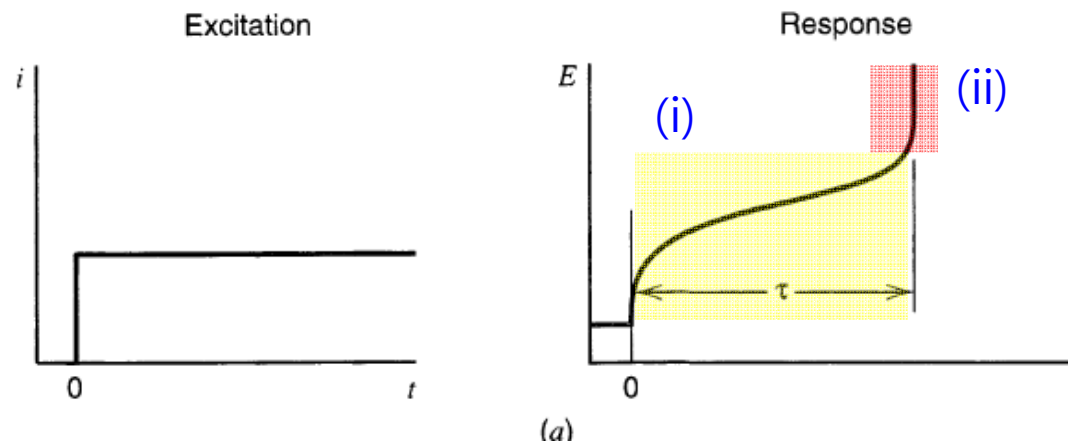 Excitation
i
0
t
Response
E
(i)
(ii)
τ
0
(a)